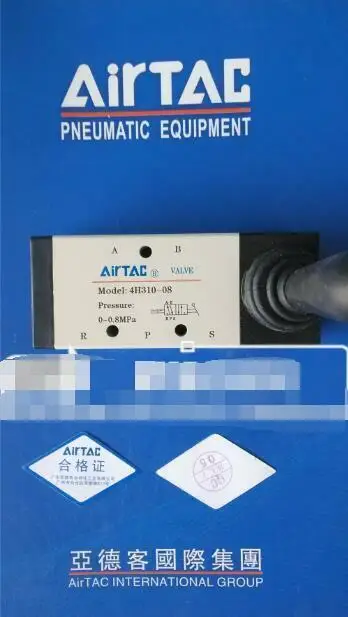 AirTAC
PNEUMATIC EQUIPMENT
A B
AirTAC ® VALVE
Model: 4H310-08
Pressure:
0-0.8MPa
R P S
AirTAC
合格证
亞德客國際集團
AirTAC INTERNATIONAL GROUP